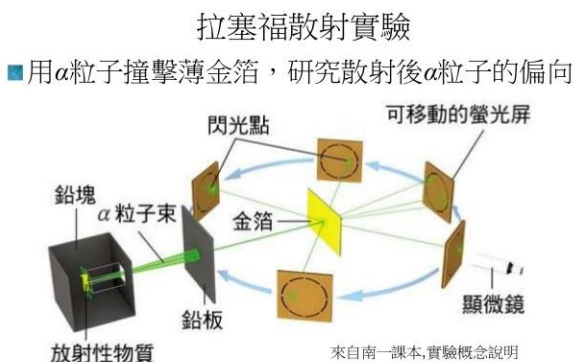 拉塞福散射實驗
用α粒子撞擊薄金箔，研究散射後α粒子的偏向
可移動的螢光屏
閃光點
鉛塊
α粒子束
金箔
鉛板
顯微鏡
放射性物質
來自南一課本,實驗概念說明